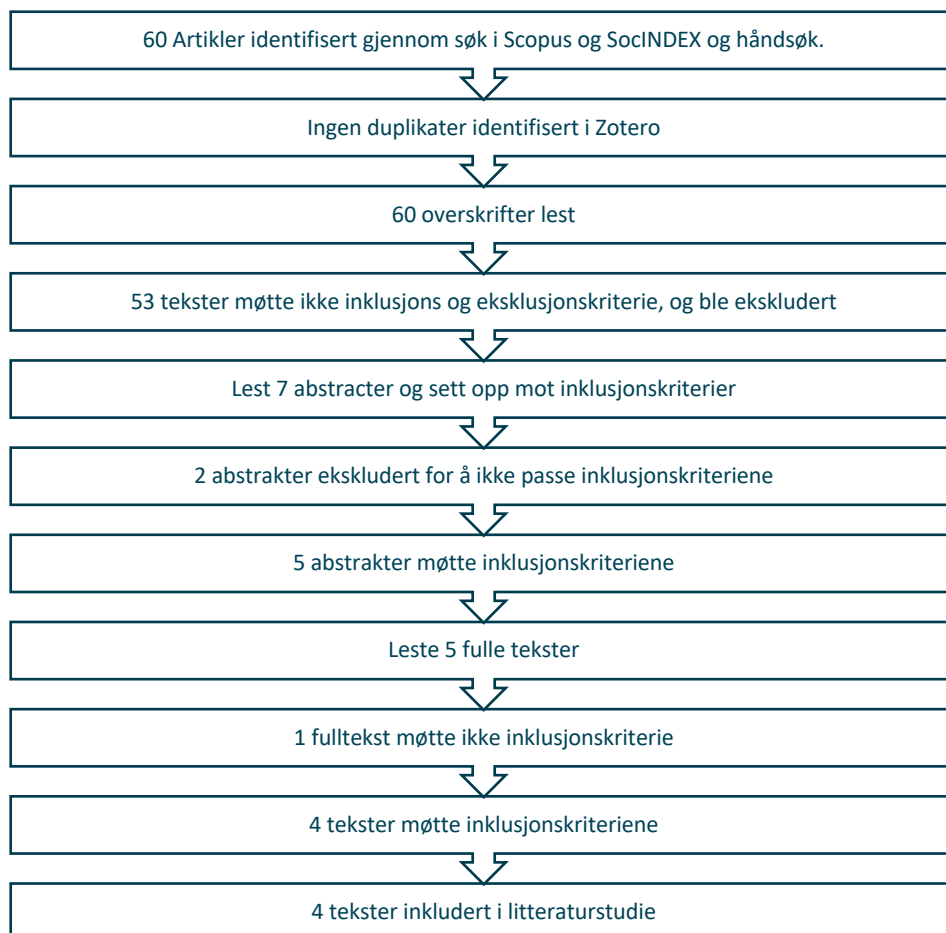 60 Artikler identifisert gjennom søk i Scopus og SocINDEX og håndsøk.
Ingen duplikater identifisert i Zotero
60 overskrifter lest
53 tekster møtte ikke inklusjons og eksklusjonskriterie, og ble ekskludert
Lest 7 abstracter og sett opp mot inklusjonskriterier
2 abstrakter ekskludert for å ikke passe inklusjonskriteriene
5 abstrakter møtte inklusjonskriteriene
Leste 5 fulle tekster
1 fulltekst møtte ikke inklusjonskriterie
4 tekster møtte inklusjonskriteriene
4 tekster inkludert i litteraturstudie